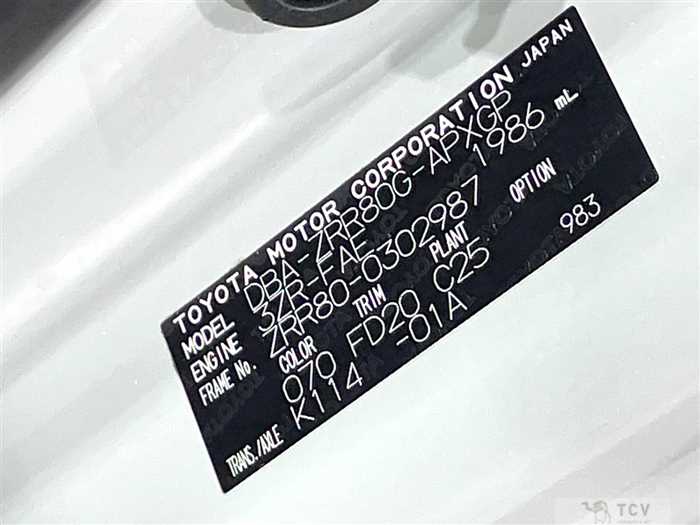 TOYOTA MOTOR CORPORATION JAPAN
MODEL DBA-ZRR80G-APXGP
ENGINE 3ZR-FAE 1986 mL
FRAME No. ZRR80-0302987
COLOR TRIM PLANT OPTION
070 FD20 C25 983
TRANS./AXLE K114 -01A
TCV